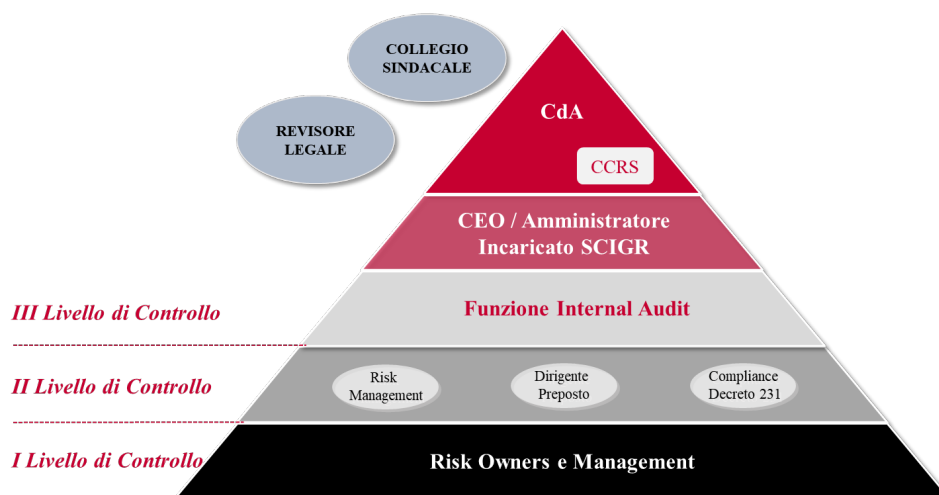 COLLEGIO
SINDACALE
REVISORE
LEGALE
CdA
CCRS
CEO / Amministratore
Incaricato SCIGR
III Livello di Controllo
Funzione Internal Audit
II Livello di Controllo
Risk
Management
Dirigente
Preposto
Compliance
Decreto 231
I Livello di Controllo
Risk Owners e Management